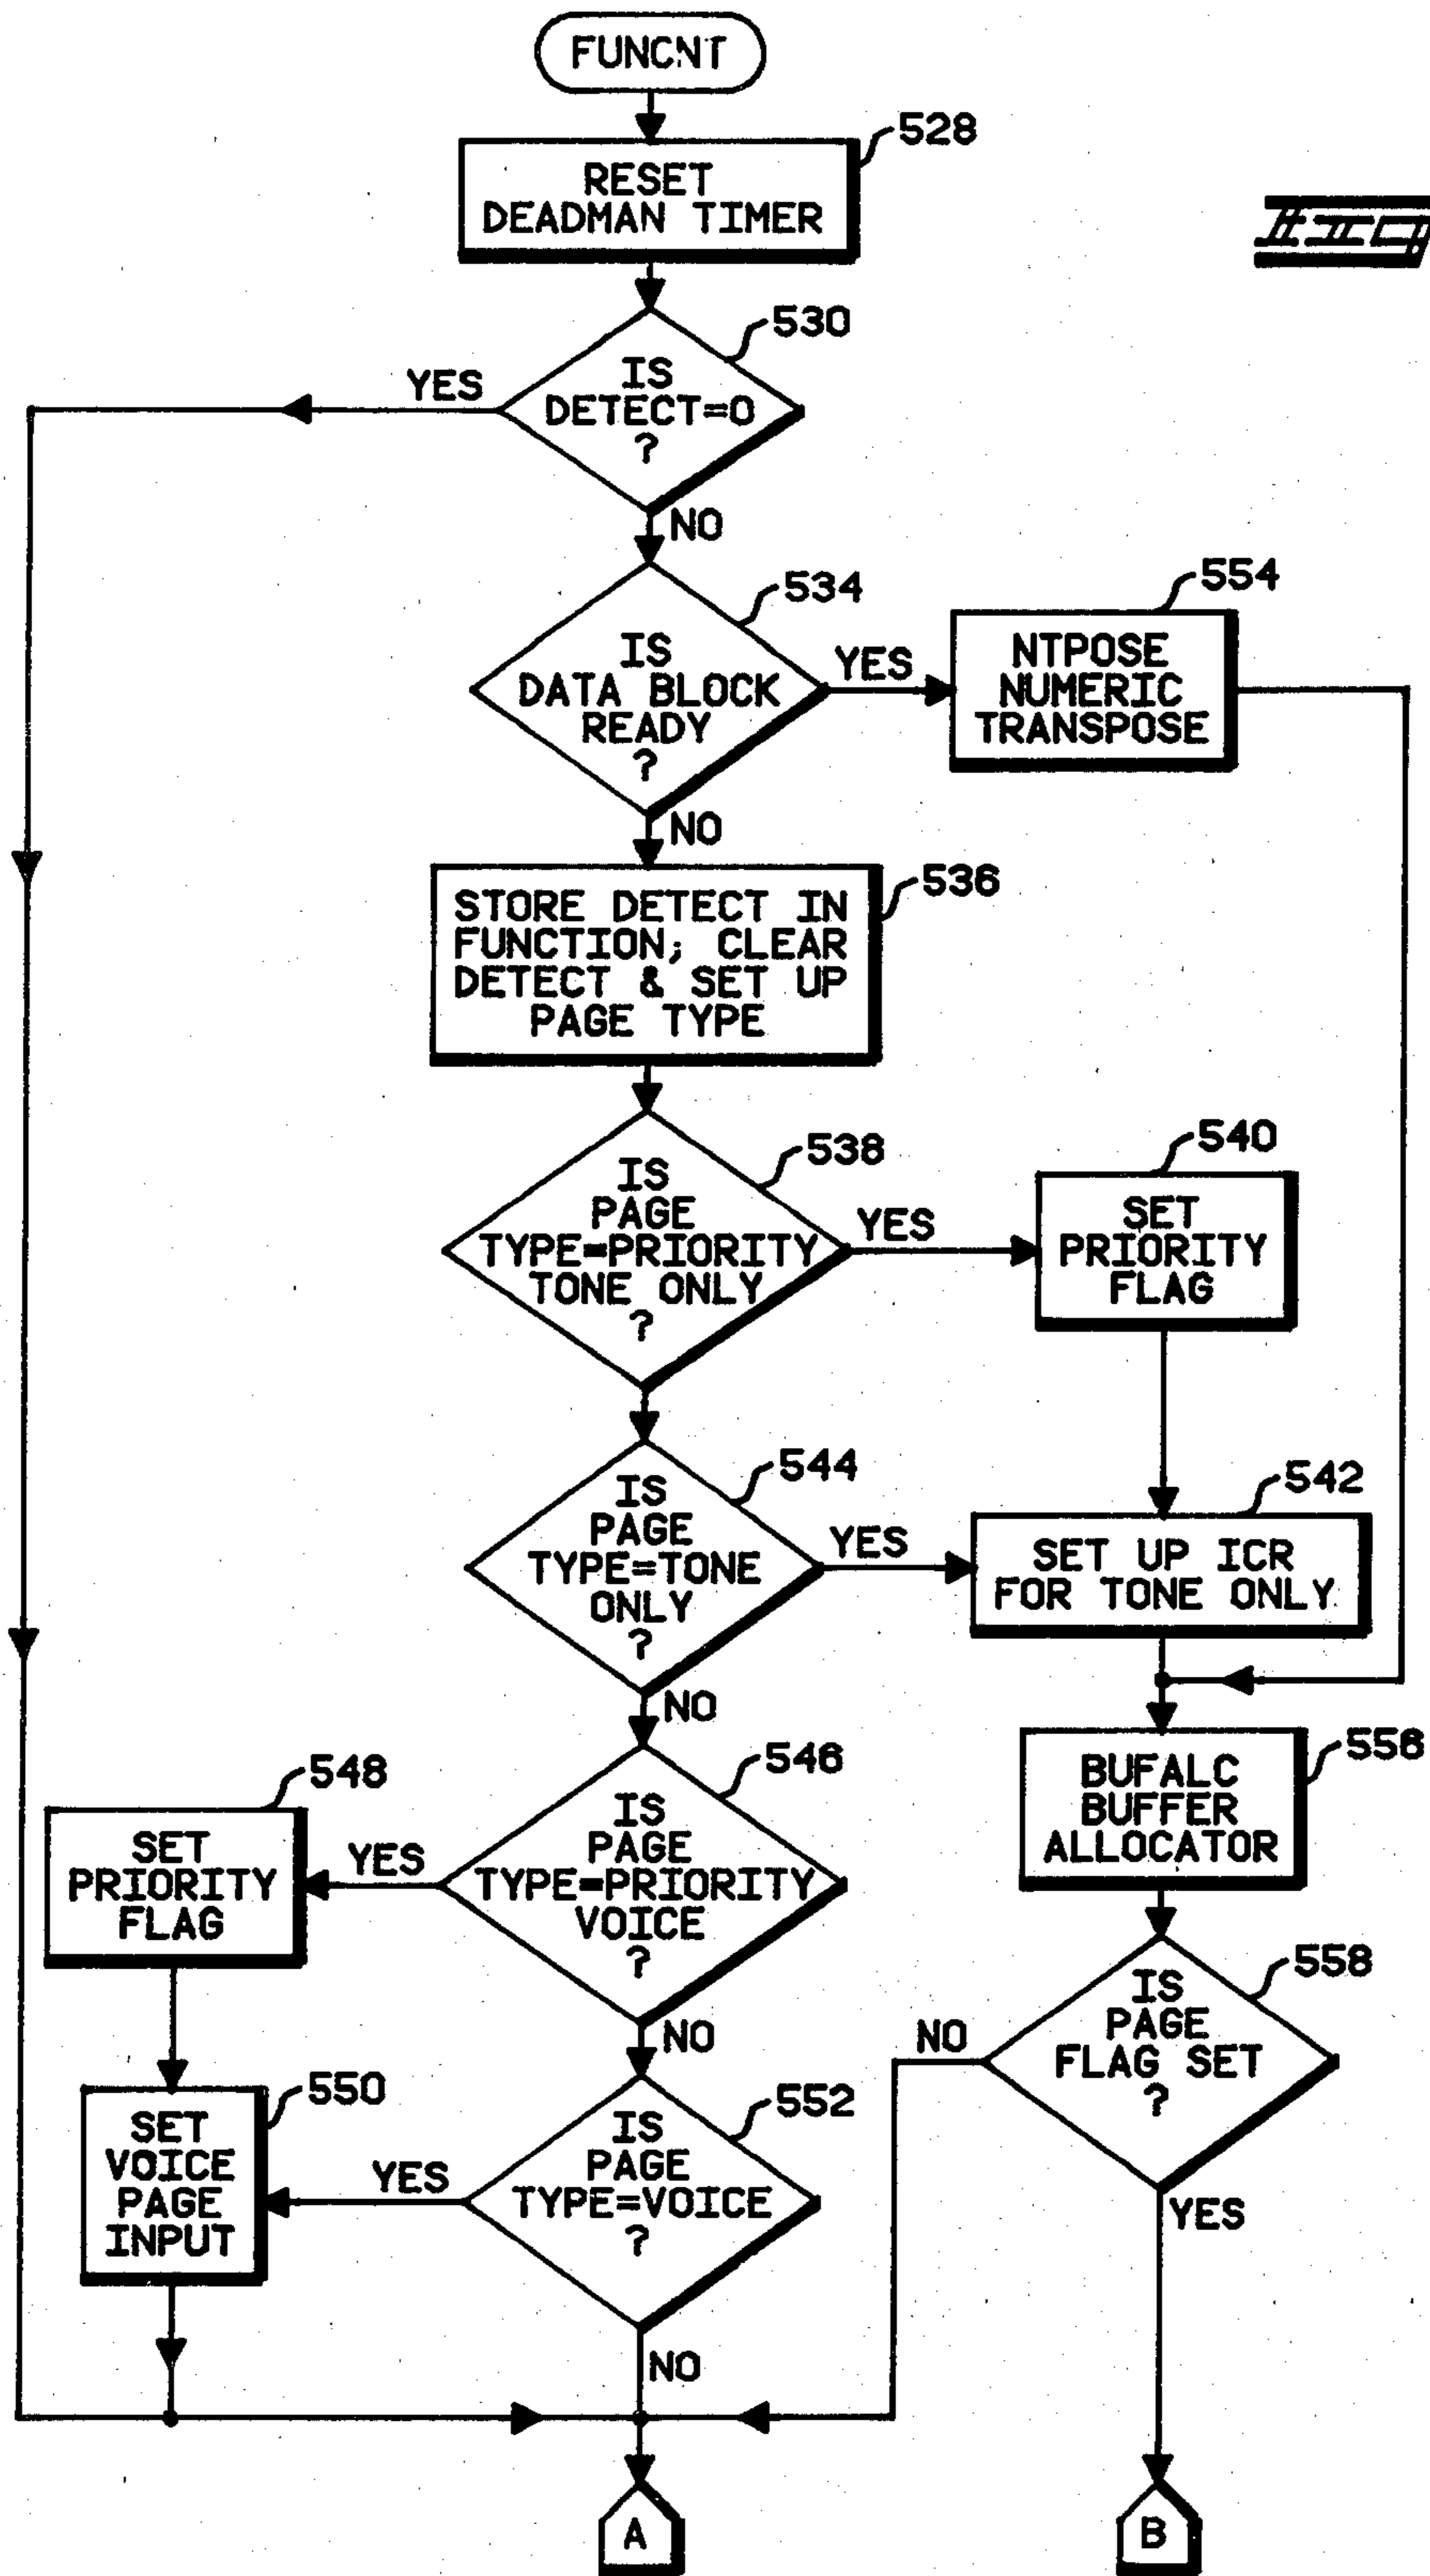 FUNCNT
528
RESET
DEADMAN TIMER
530
IS
DETECT=0
?
YES
NO
534
IS
DATA BLOCK
READY
?
YES
554
NTPOSE
NUMERIC
TRANSPOSE
NO
536
STORE DETECT IN
FUNCTION; CLEAR
DETECT & SET UP
PAGE TYPE
538
IS
PAGE
TYPE=PRIORITY
TONE ONLY
?
YES
540
SET
PRIORITY
FLAG
544
IS
PAGE
TYPE=TONE
ONLY
?
YES
542
SET UP ICR
FOR TONE ONLY
NO
546
IS
PAGE
TYPE=PRIORITY
VOICE
?
YES
548
SET
PRIORITY
FLAG
556
BUFALC
BUFFER
ALLOCATOR
NO
558
IS
PAGE
FLAG SET
?
NO
YES
550
SET
VOICE
PAGE
INPUT
552
IS
PAGE
TYPE=VOICE
?
YES
NO
A
B